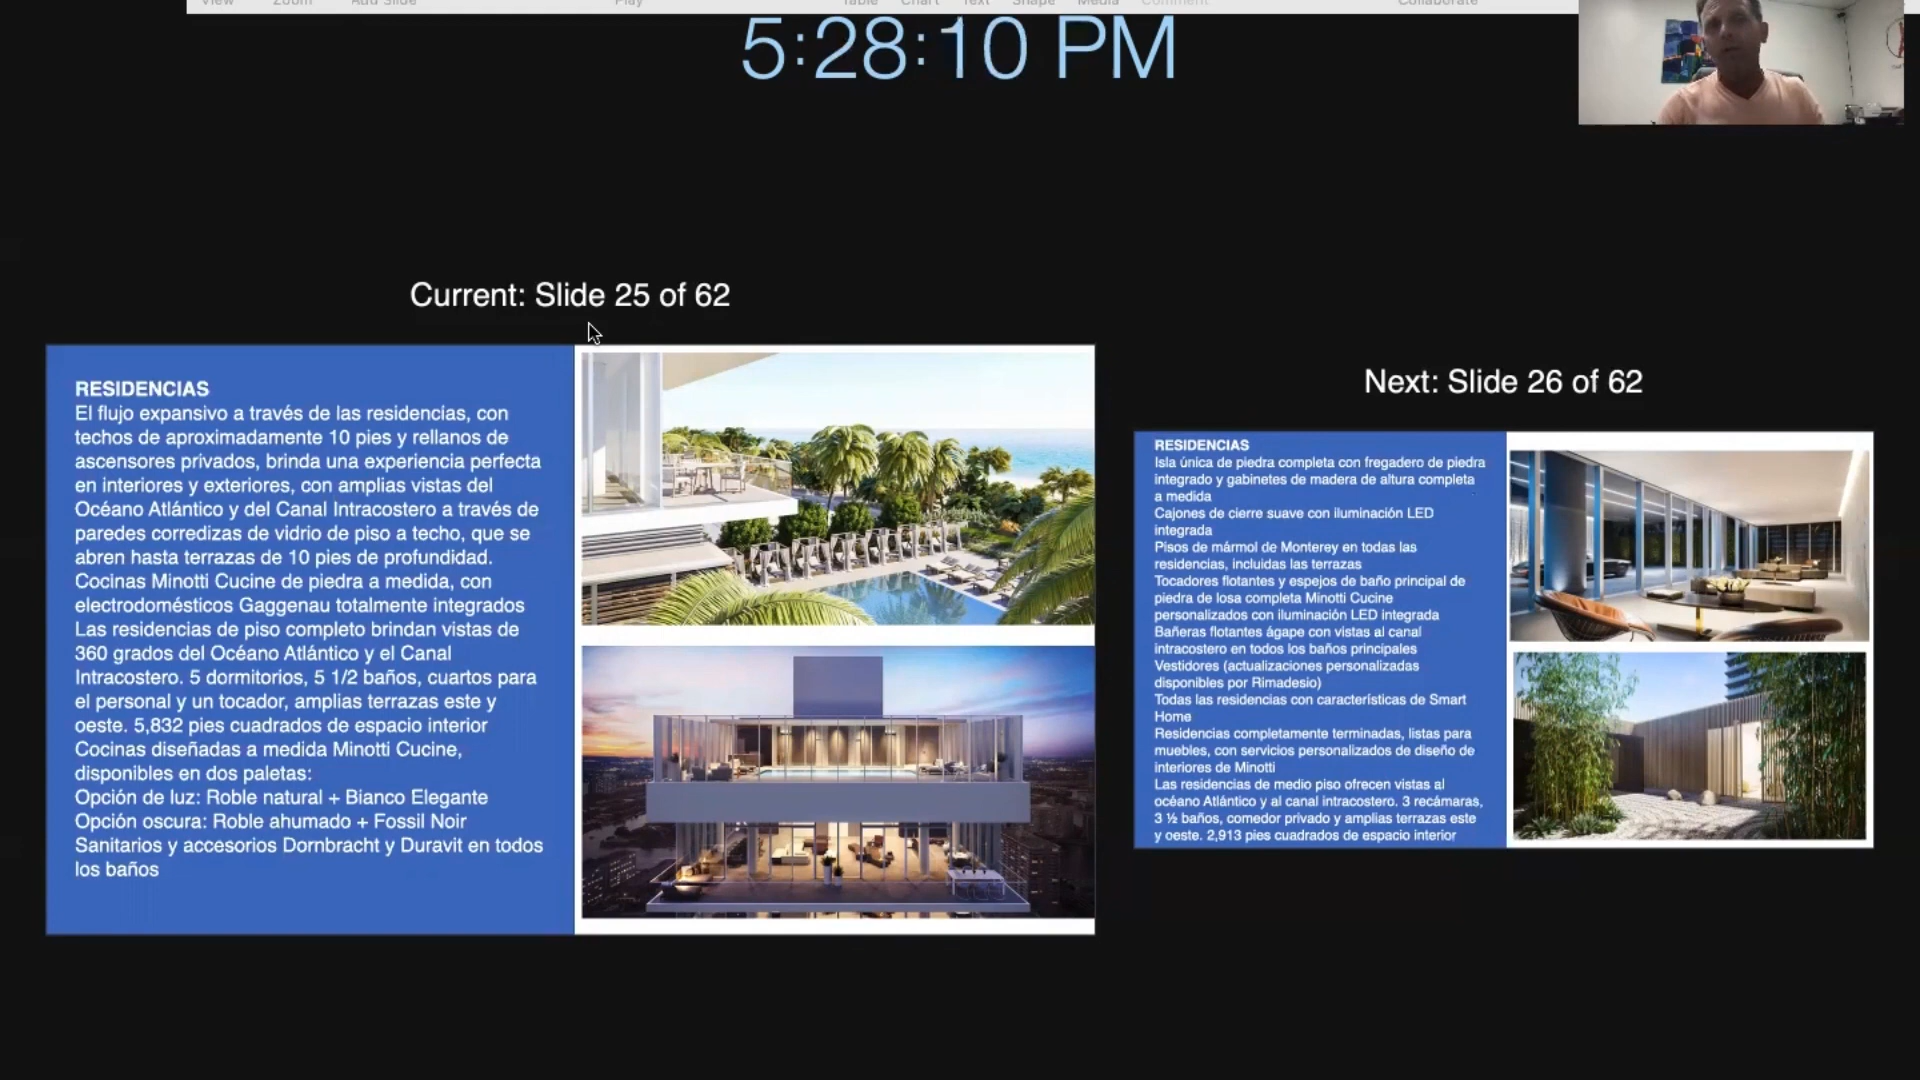 View Zoom Add Slide Play Table Chart Text Shape Media Comment Collaborate
5:28:10 PM
Current: Slide 25 of 62
RESIDENCIAS
El flujo expansivo a través de las residencias, con
techos de aproximadamente 10 pies y rellanos de
ascensores privados, brinda una experiencia perfecta
en interiores y exteriores, con amplias vistas del
Océano Atlántico y del Canal Intracostero a través de
paredes corredizas de vidrio de piso a techo, que se
abren hasta terrazas de 10 pies de profundidad.
Cocinas Minotti Cucine de piedra a medida, con
electrodomésticos Gaggenau totalmente integrados
Las residencias de piso completo brindan vistas de
360 grados del Océano Atlántico y el Canal
Intracostero. 5 dormitorios, 5 1/2 baños, cuartos para
el personal y un tocador, amplias terrazas este y
oeste. 5,832 pies cuadrados de espacio interior
Cocinas diseñadas a medida Minotti Cucine,
disponibles en dos paletas:
Opción de luz: Roble natural + Bianco Elegante
Opción oscura: Roble ahumado + Fossil Noir
Sanitarios y accesorios Dornbracht y Duravit en todos
los baños
Next: Slide 26 of 62
RESIDENCIAS
Isla única de piedra completa con fregadero de piedra
integrado y gabinetes de madera de altura completa
a medida
Cajones de cierre suave con iluminación LED
integrada
Pisos de mármol de Monterey en todas las
residencias, incluidas las terrazas
Tocadores flotantes y espejos de baño principal de
piedra de losa completa Minotti Cucine
personalizados con iluminación LED integrada
Bañeras flotantes ágape con vistas al canal
intracostero en todos los baños principales
Vestidores (actualizaciones personalizadas
disponibles por Rimadesio)
Todas las residencias con características de Smart
Home
Residencias completamente terminadas, listas para
muebles, con servicios personalizados de diseño de
interiores de Minotti
Las residencias de medio piso ofrecen vistas al
océano Atlántico y al canal intracostero. 3 recámaras,
3 ½ baños, comedor privado y amplias terrazas este
y oeste. 2,913 pies cuadrados de espacio interior